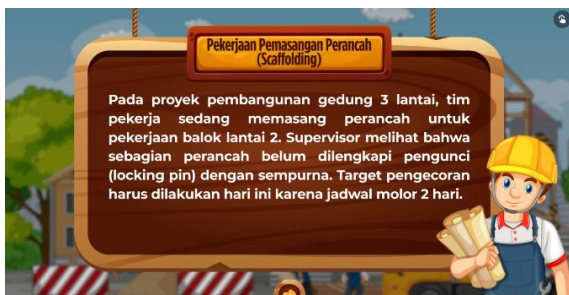 Pekerjaan Pemasangan Perancah
(Scaffolding)
Pada proyek pembangunan gedung 3 lantai, tim
pekerja sedang memasang perancah untuk
pekerjaan balok lantai 2. Supervisor melihat bahwa
sebagian perancah belum dilengkapi pengunci
(locking pin) dengan sempurna. Target pengecoran
harus dilakukan hari ini karena jadwal molor 2 hari.